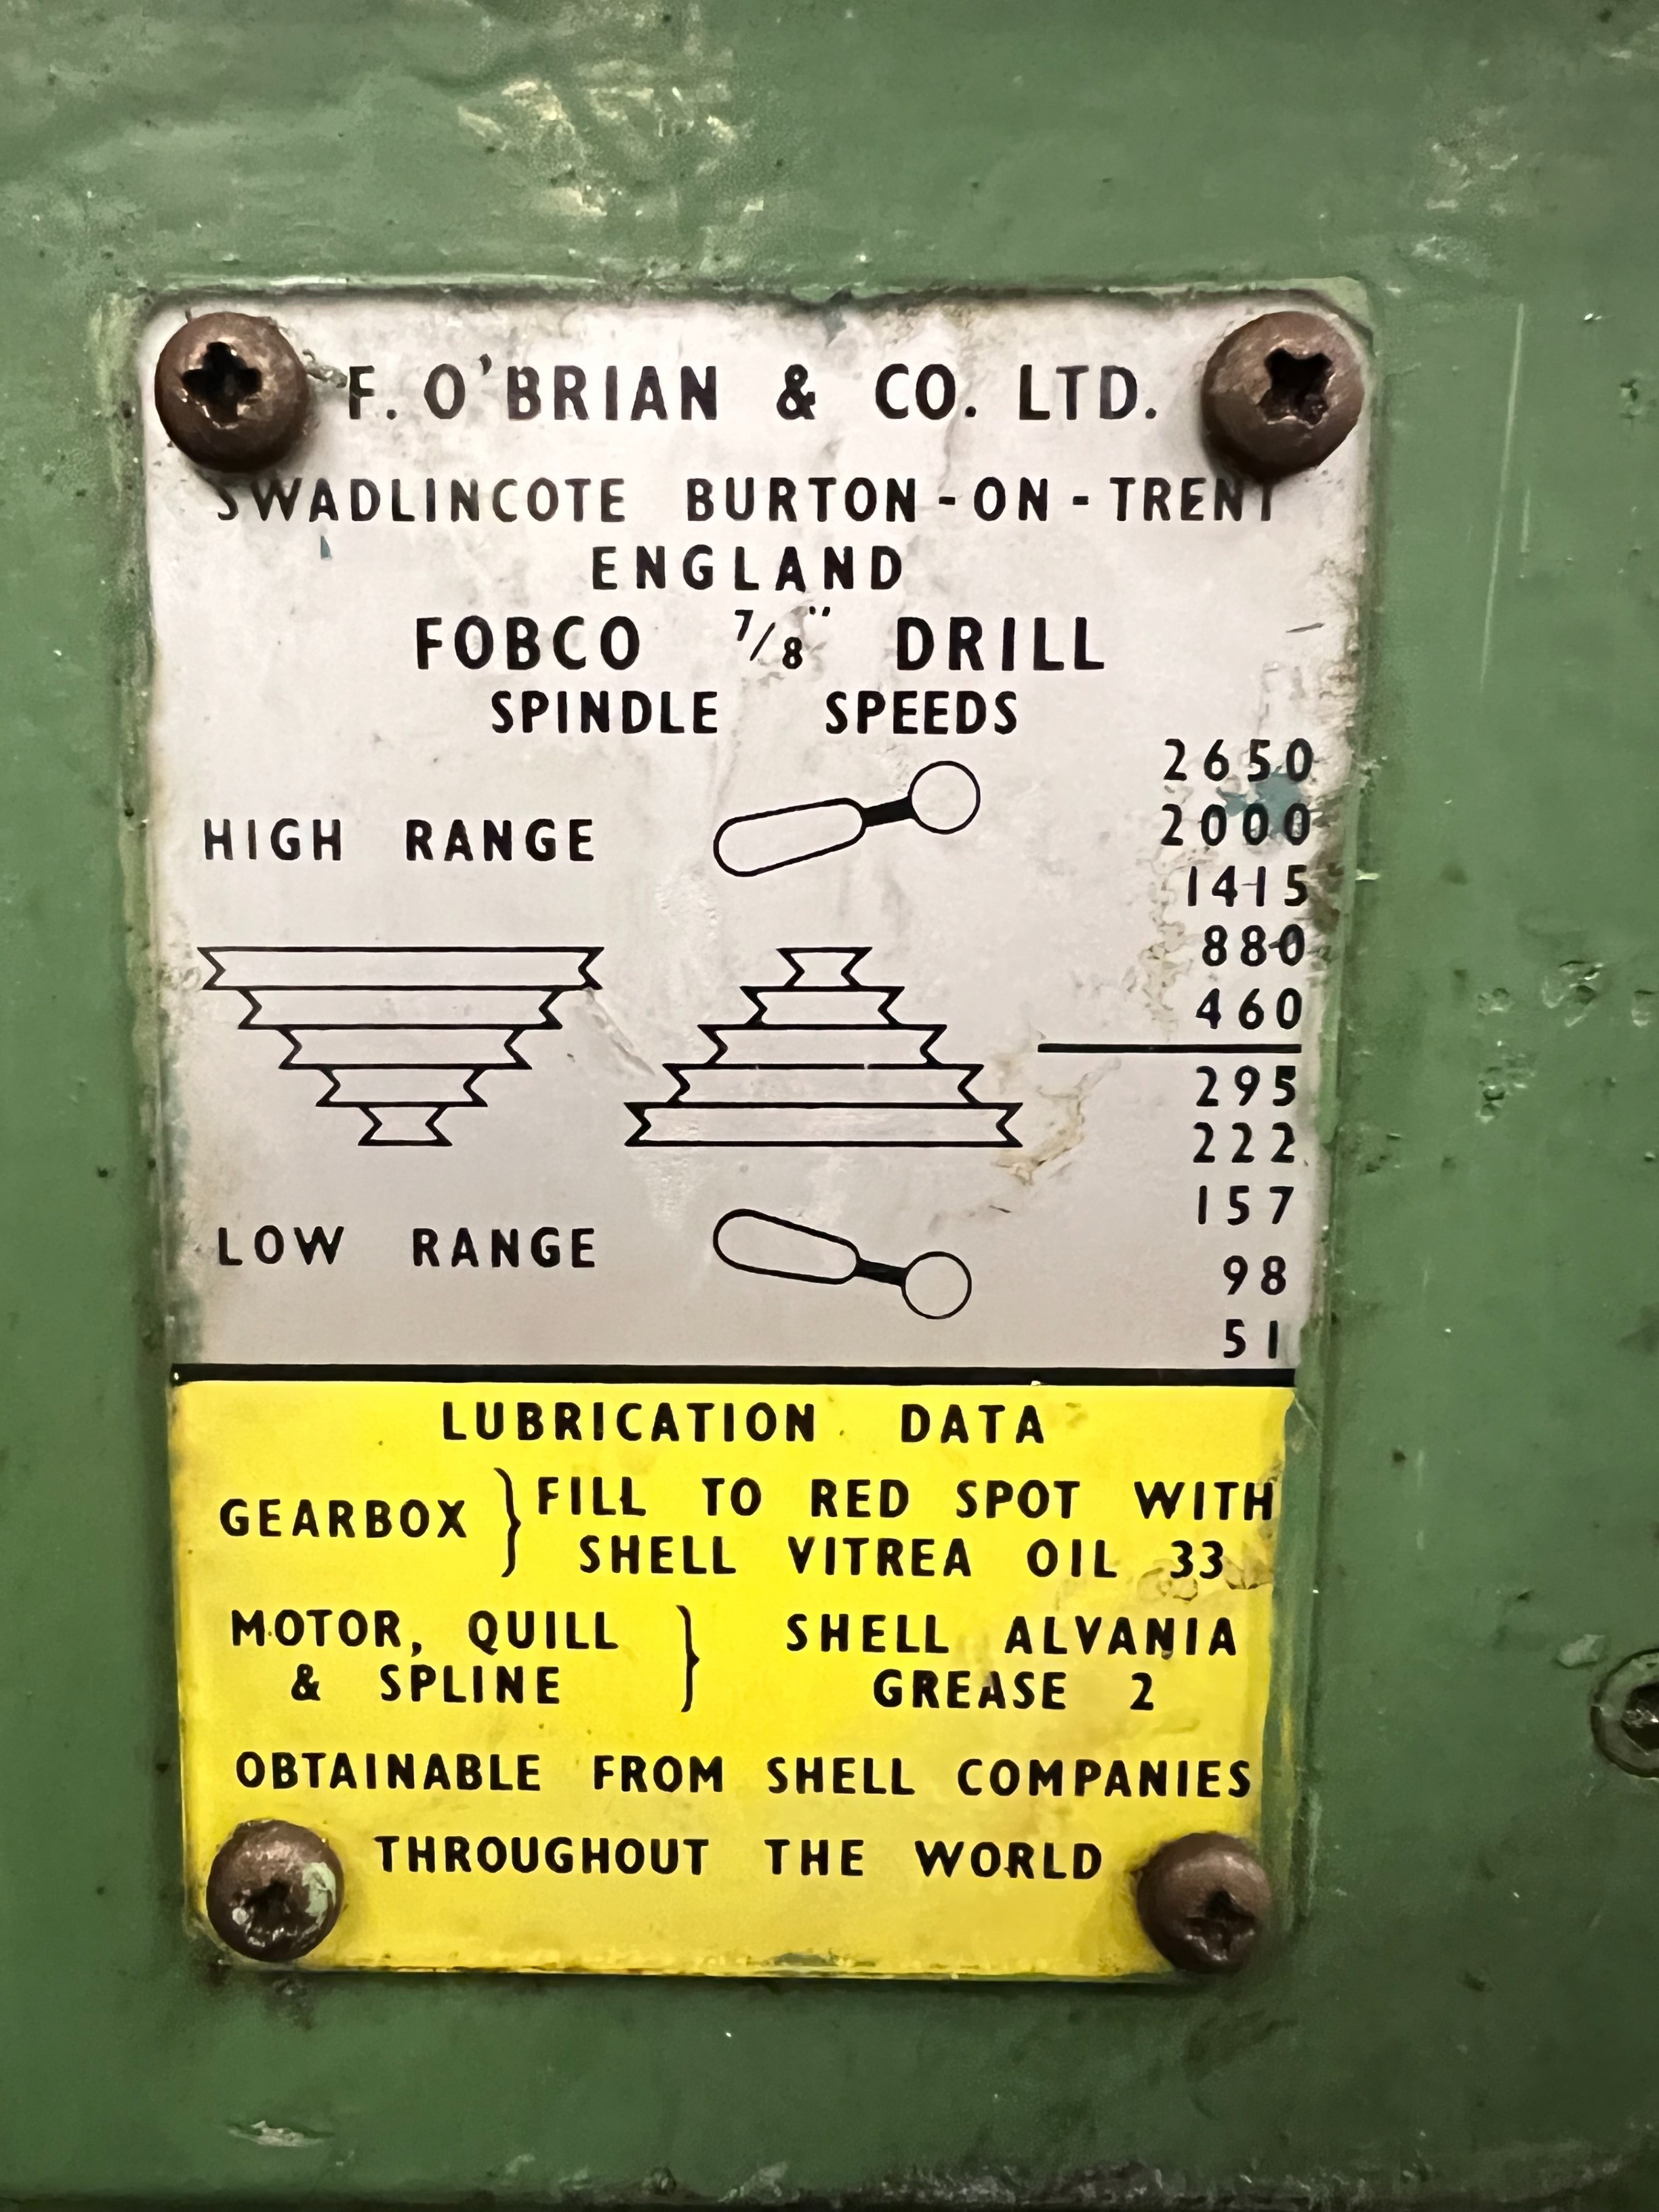 F. O'BRIAN & CO. LTD.
SWADLINCOTE BURTON-ON-TRENT
ENGLAND
FOBCO 7/8" DRILL
SPINDLE SPEEDS
HIGH RANGE
2650
2000
1415
880
460
295
222
157
98
51
LOW RANGE
LUBRICATION DATA
GEARBOX } FILL TO RED SPOT WITH
SHELL VITREA OIL 33
MOTOR, QUILL
& SPLINE } SHELL ALVANIA
GREASE 2
OBTAINABLE FROM SHELL COMPANIES
THROUGHOUT THE WORLD